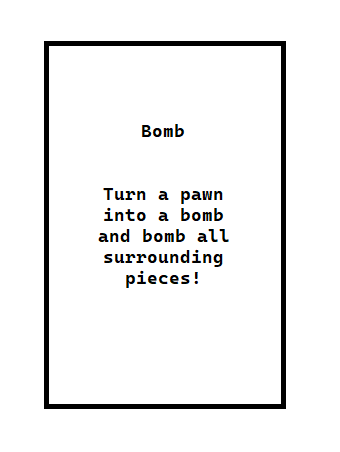 Bomb
Turn a pawn
into a bomb
and bomb all
surrounding
pieces!